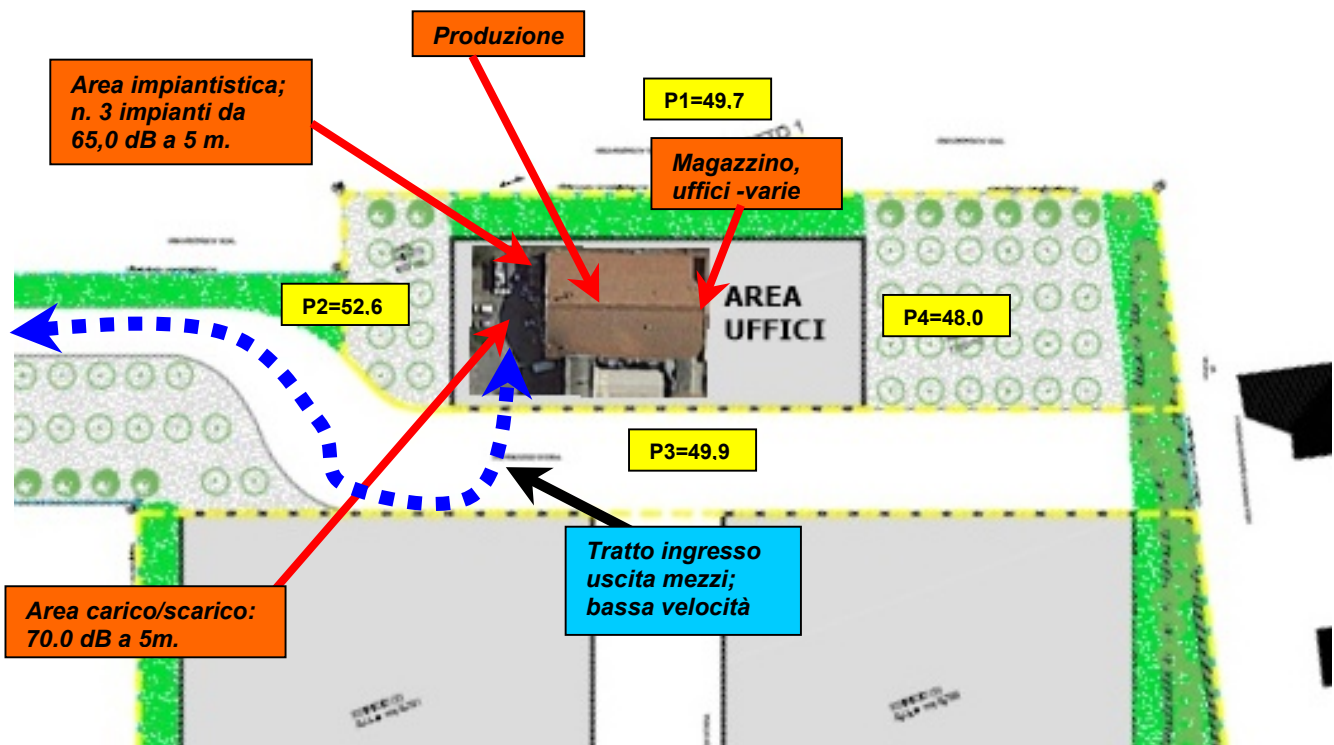 Produzione
Area impiantistica;
n. 3 impianti da
65,0 dB a 5 m.
P1=49,7
Magazzino,
uffici -varie
P2=52,6
AREA
UFFICI
P4=48,0
P3=49,9
Tratto ingresso
uscita mezzi;
bassa velocità
Area carico/scarico:
70.0 dB a 5m.